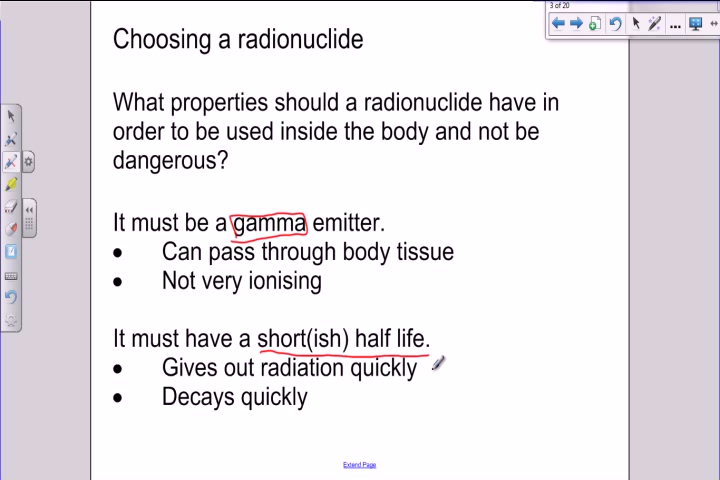 3 of 20
Choosing a radionuclide
What properties should a radionuclide have in
order to be used inside the body and not be
dangerous?
It must be a gamma emitter.
• Can pass through body tissue
• Not very ionising
It must have a short(ish) half life.
• Gives out radiation quickly
• Decays quickly
Extend Page